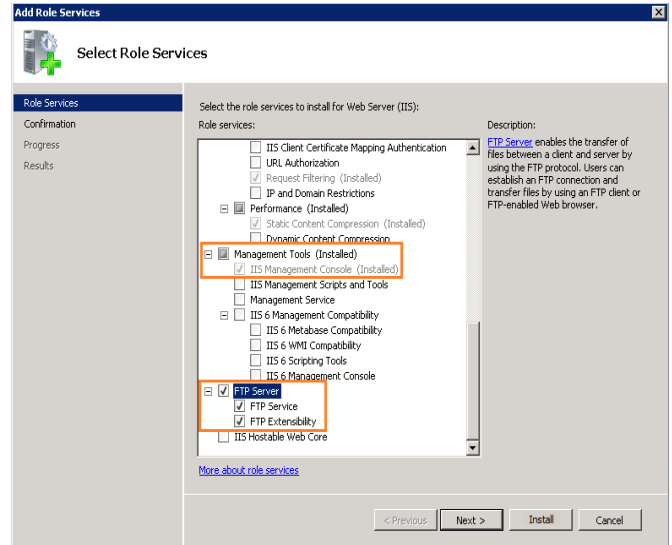 Add Role Services
Select Role Services
Role Services
Confirmation
Progress
Results
Select the role services to install for Web Server (IIS):
Role services:
IIS Client Certificate Mapping Authentication
URL Authorization
Request Filtering (Installed)
IP and Domain Restrictions
Performance (Installed)
Static Content Compression (Installed)
Dynamic Content Compression
Management Tools (Installed)
IIS Management Console (Installed)
IIS Management Scripts and Tools
Management Service
IIS 6 Management Compatibility
IIS 6 Metabase Compatibility
IIS 6 WMI Compatibility
IIS 6 Scripting Tools
IIS 6 Management Console
FTP Server
FTP Service
FTP Extensibility
IIS Hostable Web Core
More about role services
Description:
FTP Server enables the transfer of
files between a client and server by
using the FTP protocol. Users can
establish an FTP connection and
transfer files by using an FTP client or
FTP-enabled Web browser.
< Previous
Next >
Install
Cancel